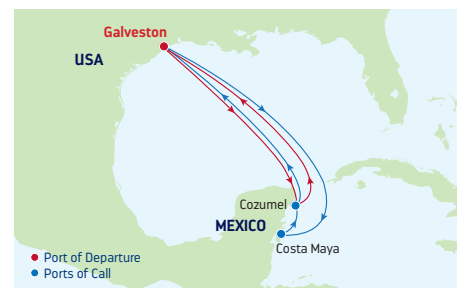 Galveston
USA
Cozumel
MEXICO
Costa Maya
Port of Departure
Ports of Call